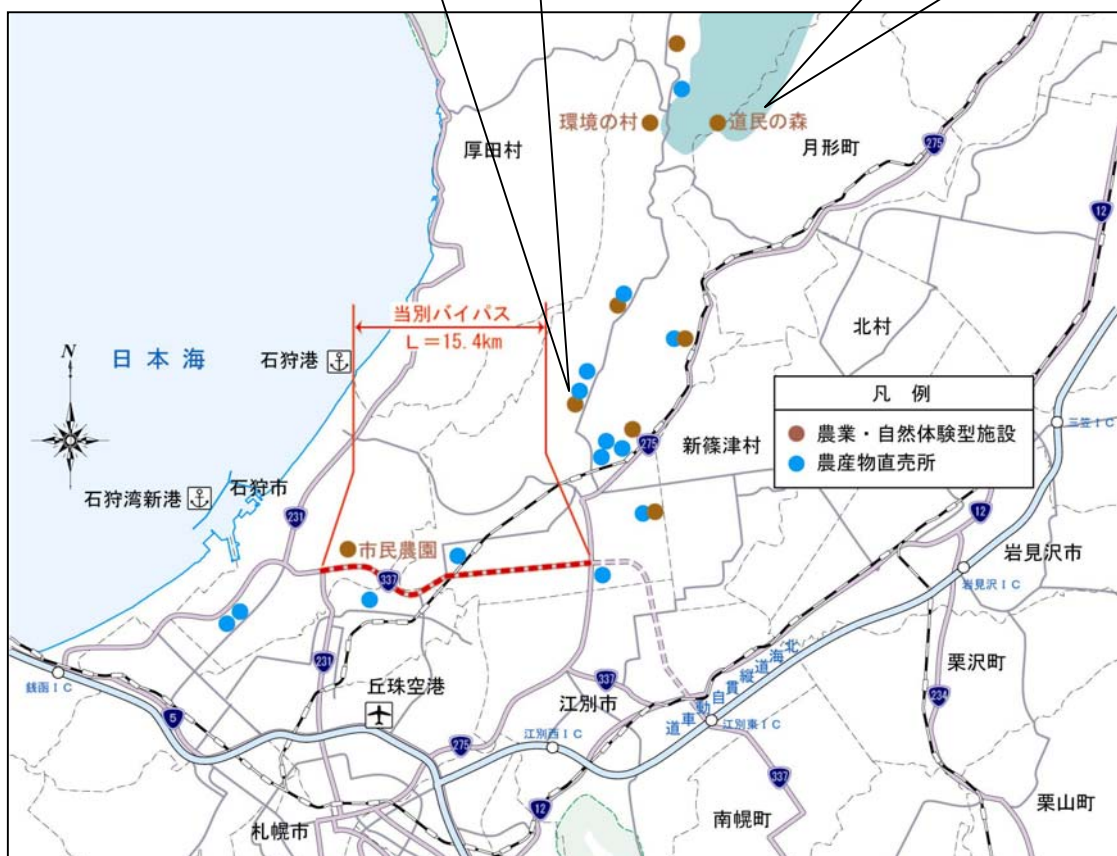 環境の村
道民の森
275
厚田村
月形町
12
当別バイパス
L=15.4km
北村
N
日本海
石狩港
凡 例
農業・自然体験型施設
農産物直売所
三笠IC
275
新篠津村
石狩市
石狩湾新港
231
12
岩見沢市
市民農園
337
岩見沢IC
231
栗沢町
銭函IC
丘珠空港
337
江別市
北海道縦貫自動車道
234
5
275
江別西IC
江別東IC
337
12
栗山町
南幌町
札幌市